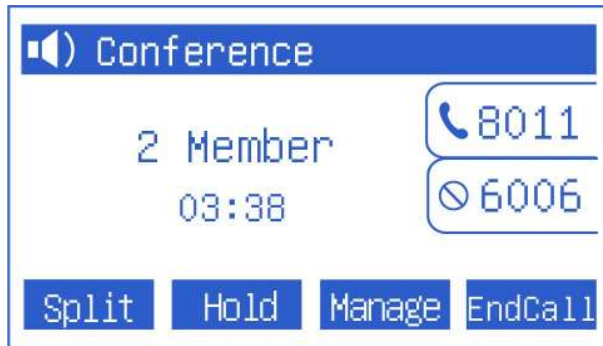 Conference
8011
2 Member
6006
03:38
Split Hold Manage EndCall